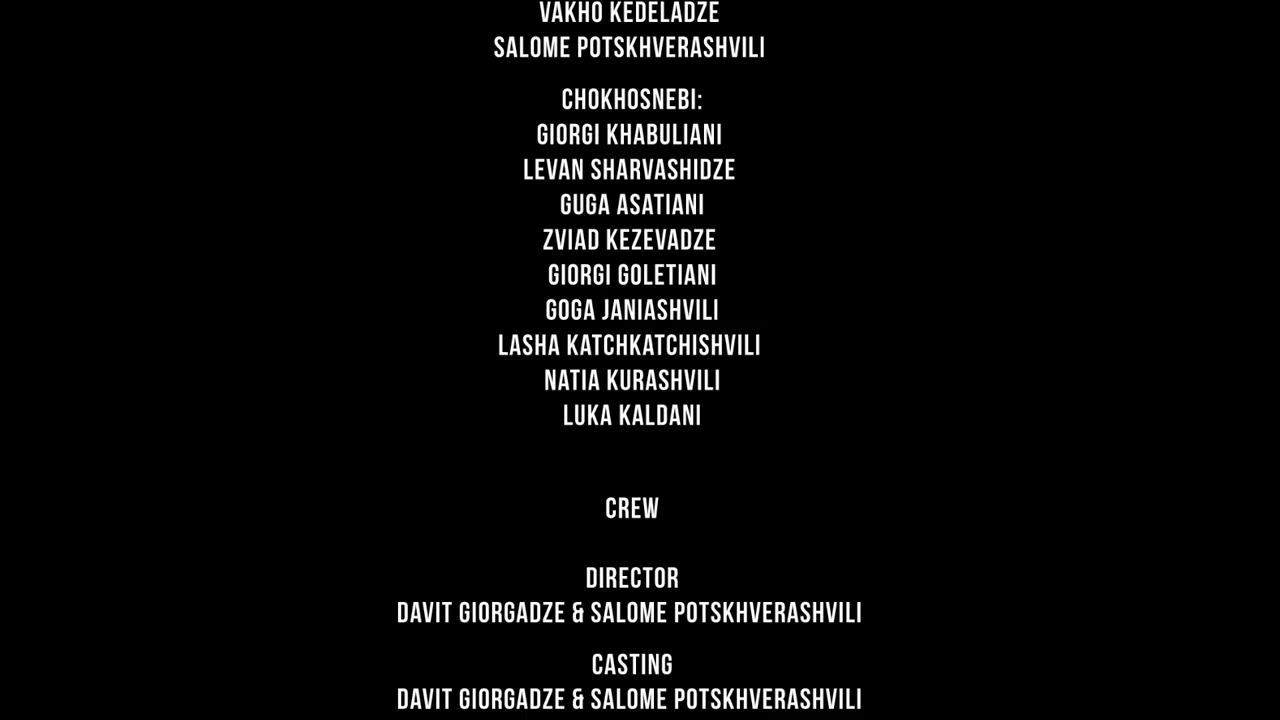 VAKHO KEDELADZE
SALOME POTSKHVERASHVILI
CHOKHOSNEBI:
GIORGI KHABULIANI
LEVAN SHARVASHIDZE
GUGA ASATIANI
ZVIAD KEZEVADZE
GIORGI GOLETIANI
GOGA JANIASHVILI
LASHA KATCHKATCHISHVILI
NATIA KURASHVILI
LUKA KALDANI
CREW
DIRECTOR
DAVIT GIORGADZE & SALOME POTSKHVERASHVILI
CASTING
DAVIT GIORGADZE & SALOME POTSKHVERASHVILI